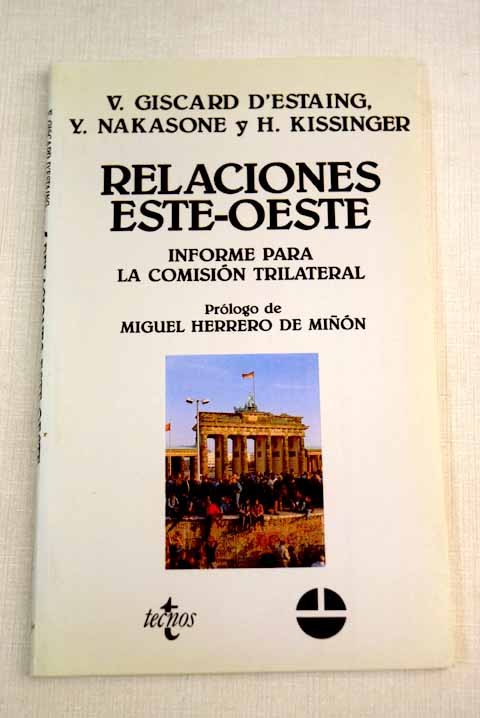 V. GISCARD D'ESTAING,
Y. NAKASONE y H. KISSINGER
RELACIONES
ESTE-OESTE
INFORME PARA
LA COMISIÓN TRILATERAL
Prólogo de
MIGUEL HERRERO DE MIÑÓN
tecnos